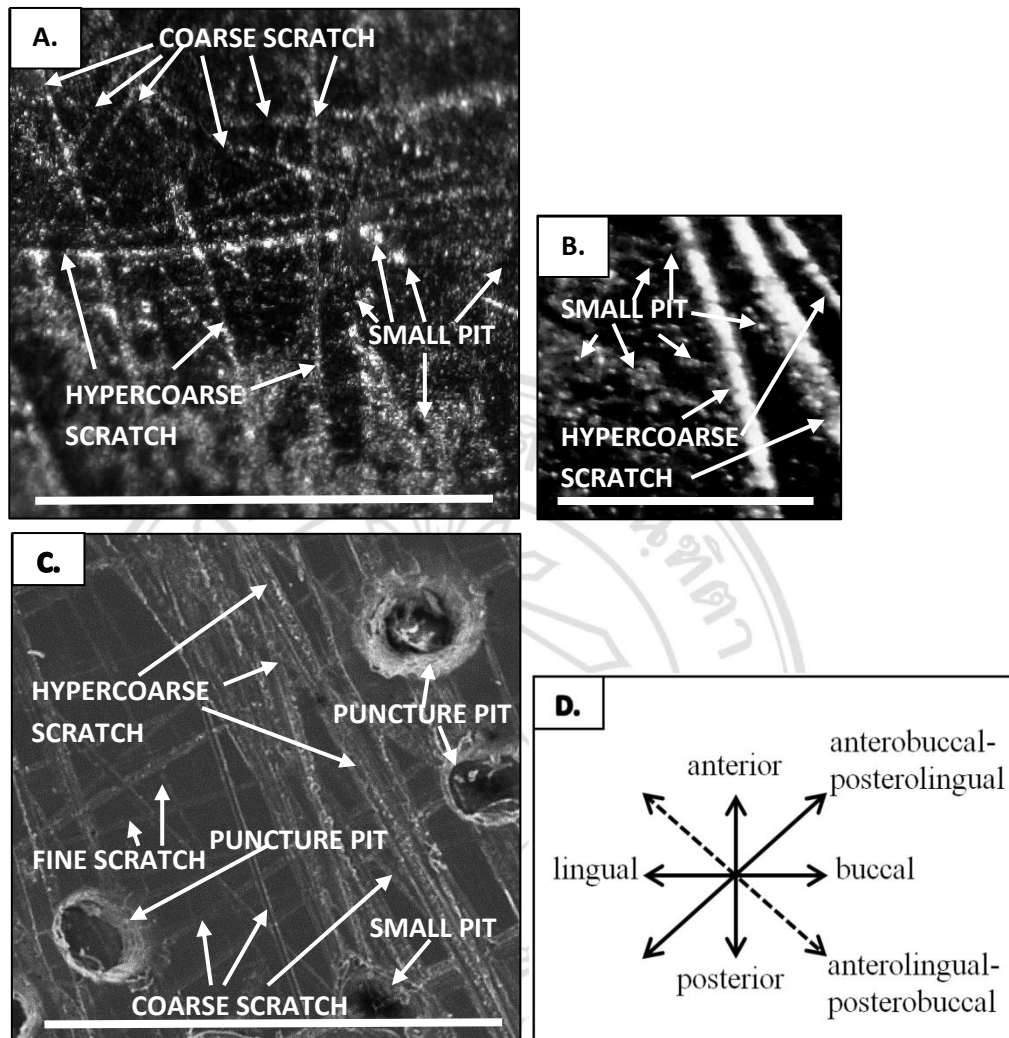 A.
COARSE SCRATCH
SMALL PIT
HYPERCOARSE
SCRATCH
B.
SMALL PIT
HYPERCOARSE
SCRATCH
C.
HYPERCOARSE
SCRATCH
PUNCTURE PIT
FINE SCRATCH
PUNCTURE PIT
SMALL PIT
COARSE SCRATCH
D.
anterior
anterobuccal-
posterolingual
lingual
buccal
posterior
anterolingual-
posterobuccal